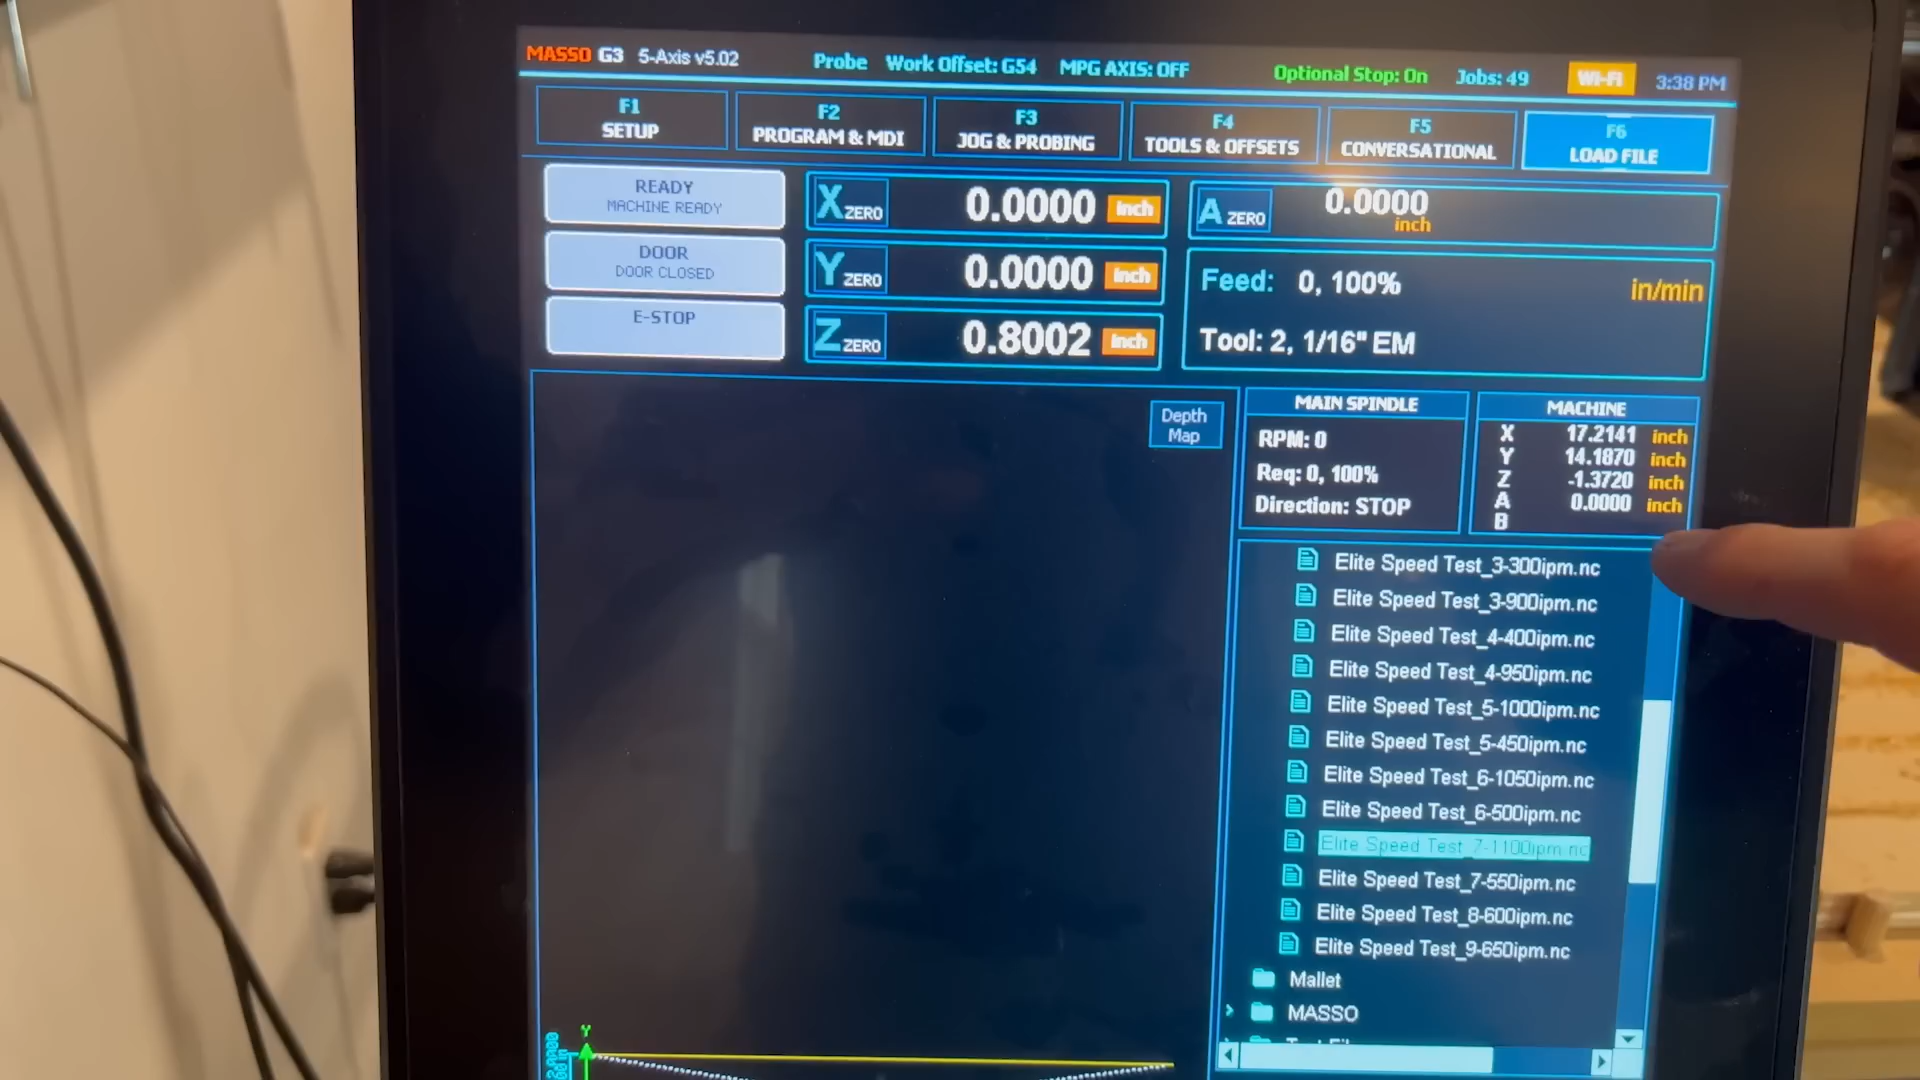 MASSO G3 5-Axis v5.02 Probe Work Offset: G54 MPG AXIS: OFF Optional Stop: On Jobs: 49 Wi-Fi 3:38 PM
F1 F2 F3 F4 F5 F6
SETUP PROGRAM & MDI JOG & PROBING TOOLS & OFFSETS CONVERSATIONAL LOAD FILE
READY
MACHINE READY
DOOR
DOOR CLOSED
E-STOP
X ZERO 0.0000 inch
Y ZERO 0.0000 inch
Z ZERO 0.8002 inch
A ZERO 0.0000 inch
Feed: 0, 100% in/min
Tool: 2, 1/16" EM
Depth
Map
MAIN SPINDLE
RPM: 0
Req: 0, 100%
Direction: STOP
MACHINE
X 17.2141 inch
Y 14.1870 inch
Z -1.3720 inch
A 0.0000 inch
B
Elite Speed Test_3-300ipm.nc
Elite Speed Test_3-900ipm.nc
Elite Speed Test_4-400ipm.nc
Elite Speed Test_4-950ipm.nc
Elite Speed Test_5-1000ipm.nc
Elite Speed Test_5-450ipm.nc
Elite Speed Test_6-1050ipm.nc
Elite Speed Test_6-500ipm.nc
Elite Speed Test_7-1100ipm.nc
Elite Speed Test_7-550ipm.nc
Elite Speed Test_8-600ipm.nc
Elite Speed Test_9-650ipm.nc
Mallet
MASSO
Y